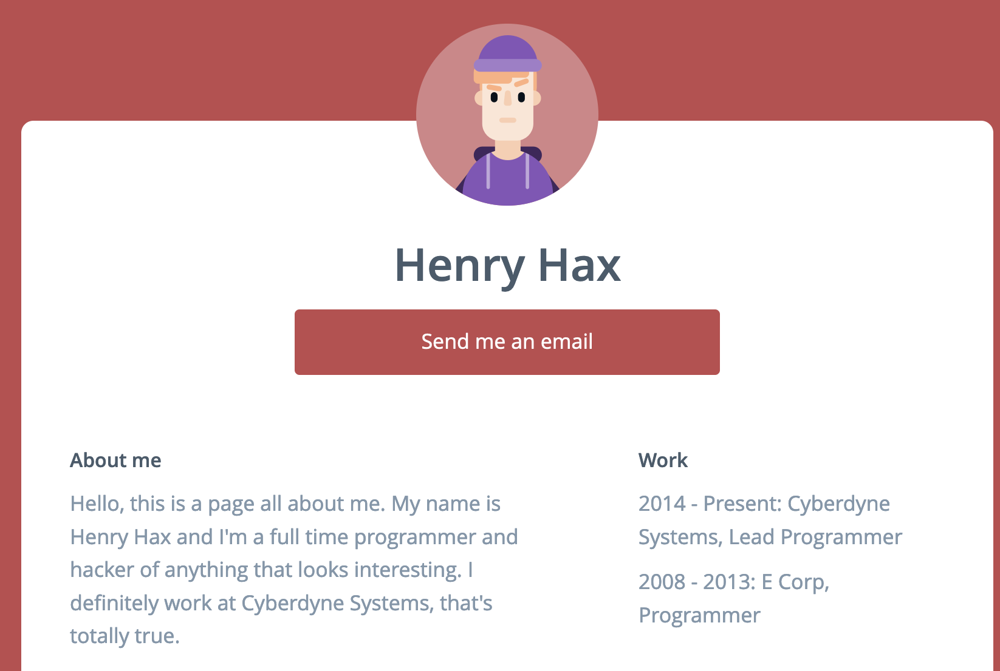 Henry Hax
Send me an email
About me
Hello, this is a page all about me. My name is
Henry Hax and I'm a full time programmer and
hacker of anything that looks interesting. I
definitely work at Cyberdyne Systems, that's
totally true.
Work
2014 - Present: Cyberdyne
Systems, Lead Programmer
2008 - 2013: E Corp,
Programmer